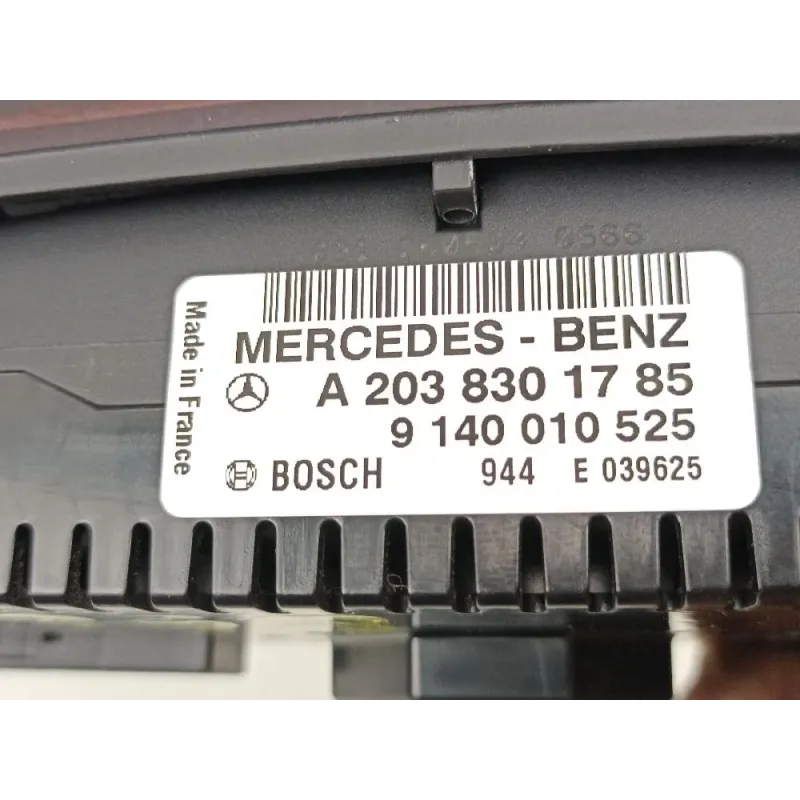 MERCEDES - BENZ
A 203 830 17 85
9 140 010 525
BOSCH 944 E 039625
Made in France